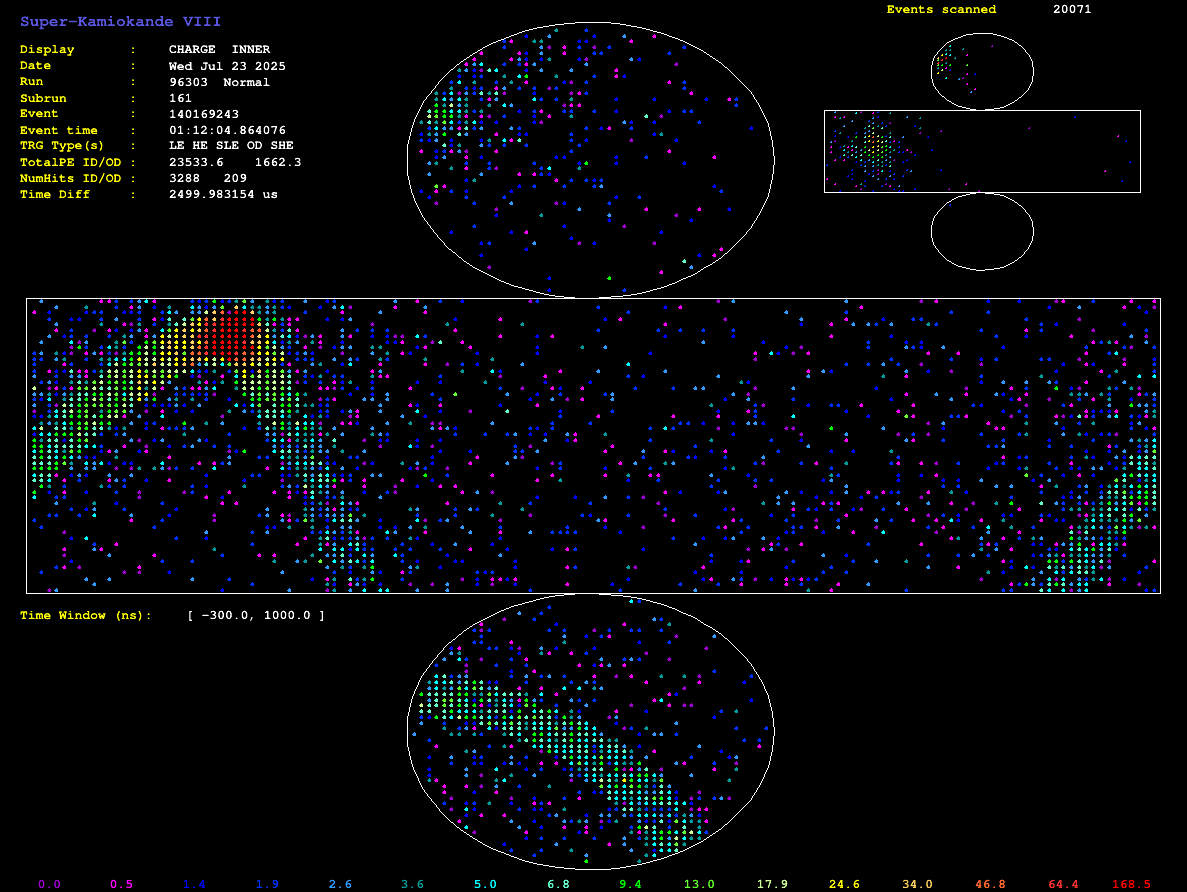 Super-Kamiokande VIII
Events scanned 20071
Display : CHARGE INNER
Date : Wed Jul 23 2025
Run : 96303 Normal
Subrun : 161
Event : 140169243
Event time : 01:12:04.864076
TRG Type(s) : LE HE SLE OD SHE
TotalPE ID/OD : 23533.6 1662.3
NumHits ID/OD : 3288 209
Time Diff : 2499.983154 us
Time Window (ns): [ -300.0, 1000.0 ]
0.0 0.5 1.4 1.9 2.6 3.6 5.0 6.8 9.4 13.0 17.9 24.6 34.0 46.8 64.4 168.5